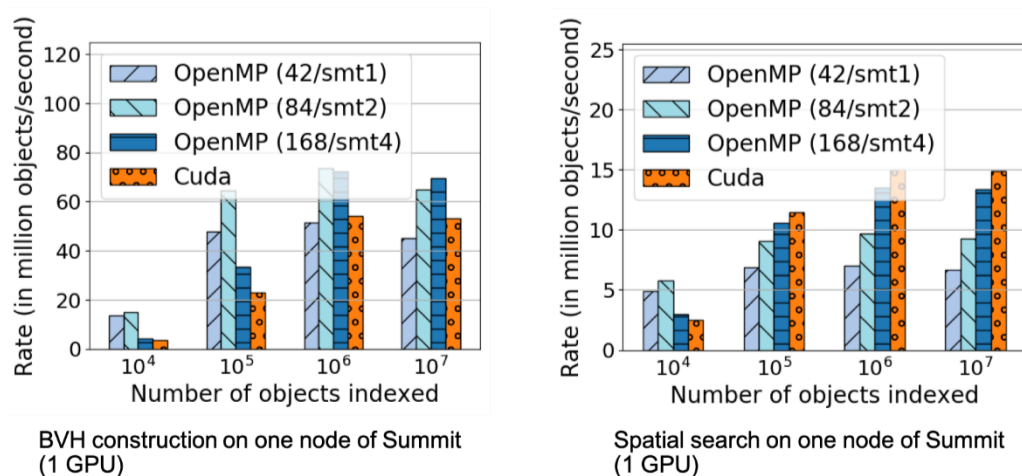 Rate (in million objects/second)
120
100
80
60
40
20
0
OpenMP (42/smt1)
OpenMP (84/smt2)
OpenMP (168/smt4)
Cuda
10⁴ 10⁵ 10⁶ 10⁷
Number of objects indexed
BVH construction on one node of Summit
(1 GPU)
Rate (in million objects/second)
25
20
15
10
5
0
OpenMP (42/smt1)
OpenMP (84/smt2)
OpenMP (168/smt4)
Cuda
10⁴ 10⁵ 10⁶ 10⁷
Number of objects indexed
Spatial search on one node of Summit
(1 GPU)